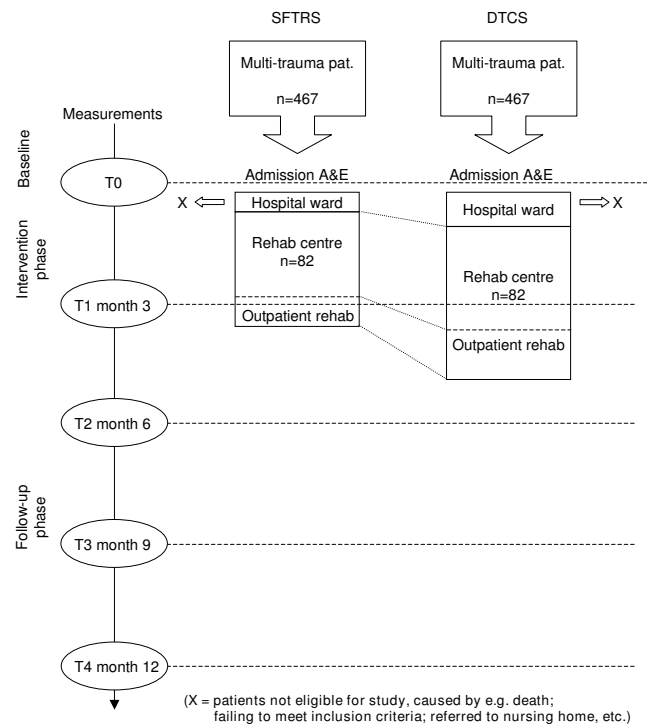 SFTRS
DTCS
Multi-trauma pat.
n=467
Multi-trauma pat.
n=467
Measurements
Baseline
T0
Admission A&E
Admission A&E
X
Hospital ward
Hospital ward
X
Intervention
phase
Rehab centre
n=82
Rehab centre
n=82
T1 month 3
Outpatient rehab
Outpatient rehab
T2 month 6
Follow-up
phase
T3 month 9
T4 month 12
(X = patients not eligible for study, caused by e.g. death;
failing to meet inclusion criteria; referred to nursing home, etc.)